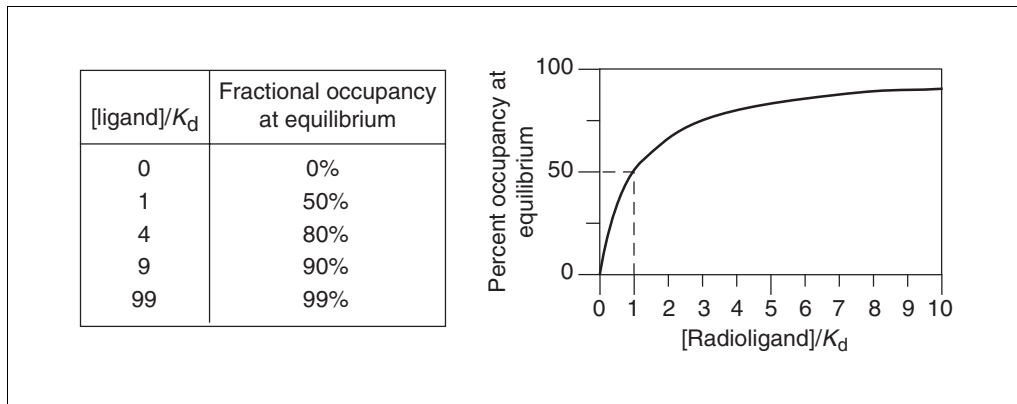 [ligand]/Kd
Fractional occupancy
at equilibrium
0 0%
1 50%
4 80%
9 90%
99 99%
Percent occupancy at
equilibrium
100
50
0
0 1 2 3 4 5 6 7 8 9 10
[Radioligand]/Kd